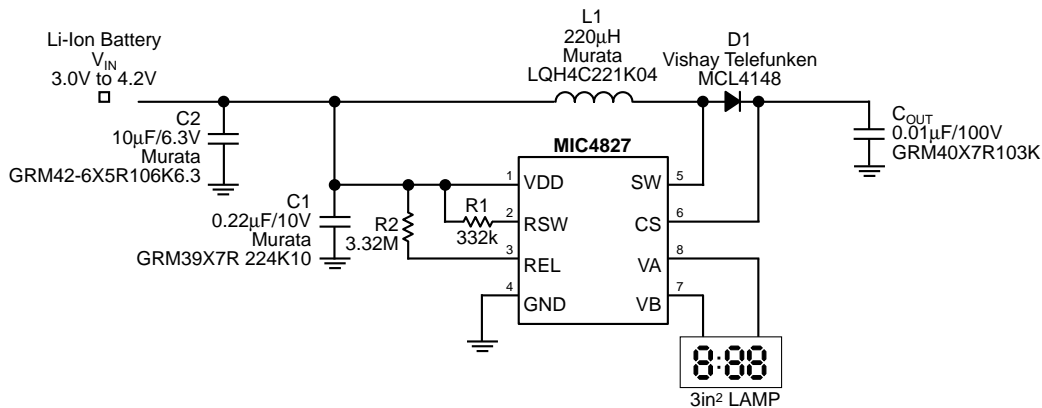 Li-Ion Battery
VIN
3.0V to 4.2V
L1
220µH
Murata
LQH4C221K04
D1
Vishay Telefunken
MCL4148
C2
10µF/6.3V
Murata
GRM42-6X5R106K6.3
COUT
0.01µF/100V
GRM40X7R103K
C1
0.22µF/10V
Murata
GRM39X7R 224K10
R2
3.32M
R1
332k
MIC4827
1 VDD SW 5
2 RSW CS 6
3 REL VA 8
4 GND VB 7
8:88
3in² LAMP